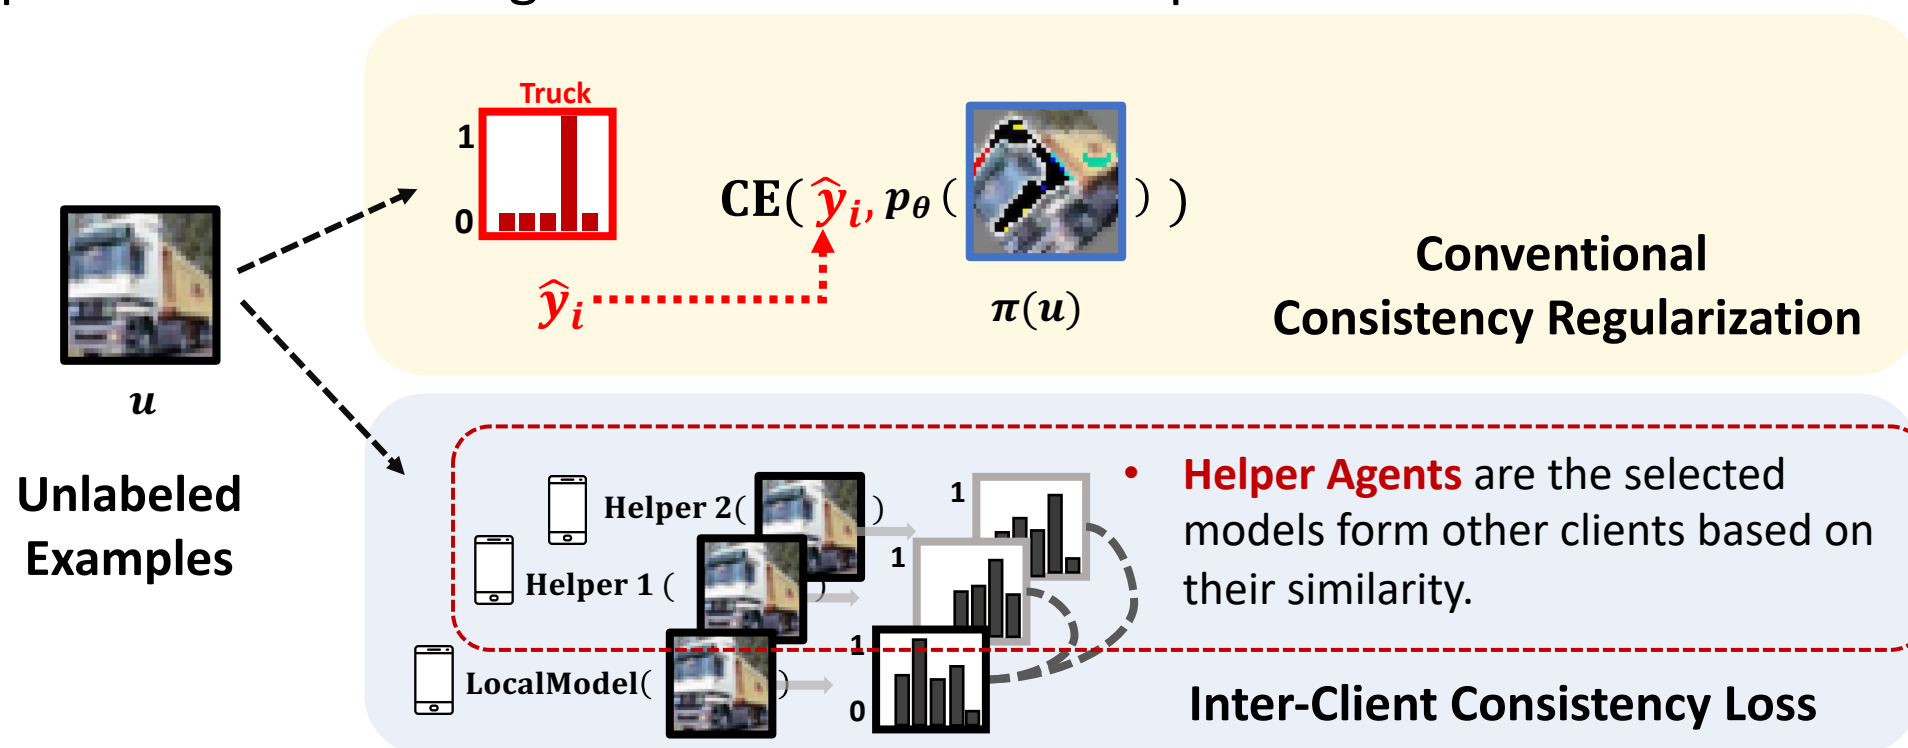 Truck
1
0
CE( ŷᵢ, pθ ( ) )
ŷᵢ
π(u)
Conventional
Consistency Regularization
u
Unlabeled
Examples
Helper 2( )
1
Helper 1 ( )
1
LocalModel( )
1
0
• Helper Agents are the selected
models form other clients based on
their similarity.
Inter-Client Consistency Loss